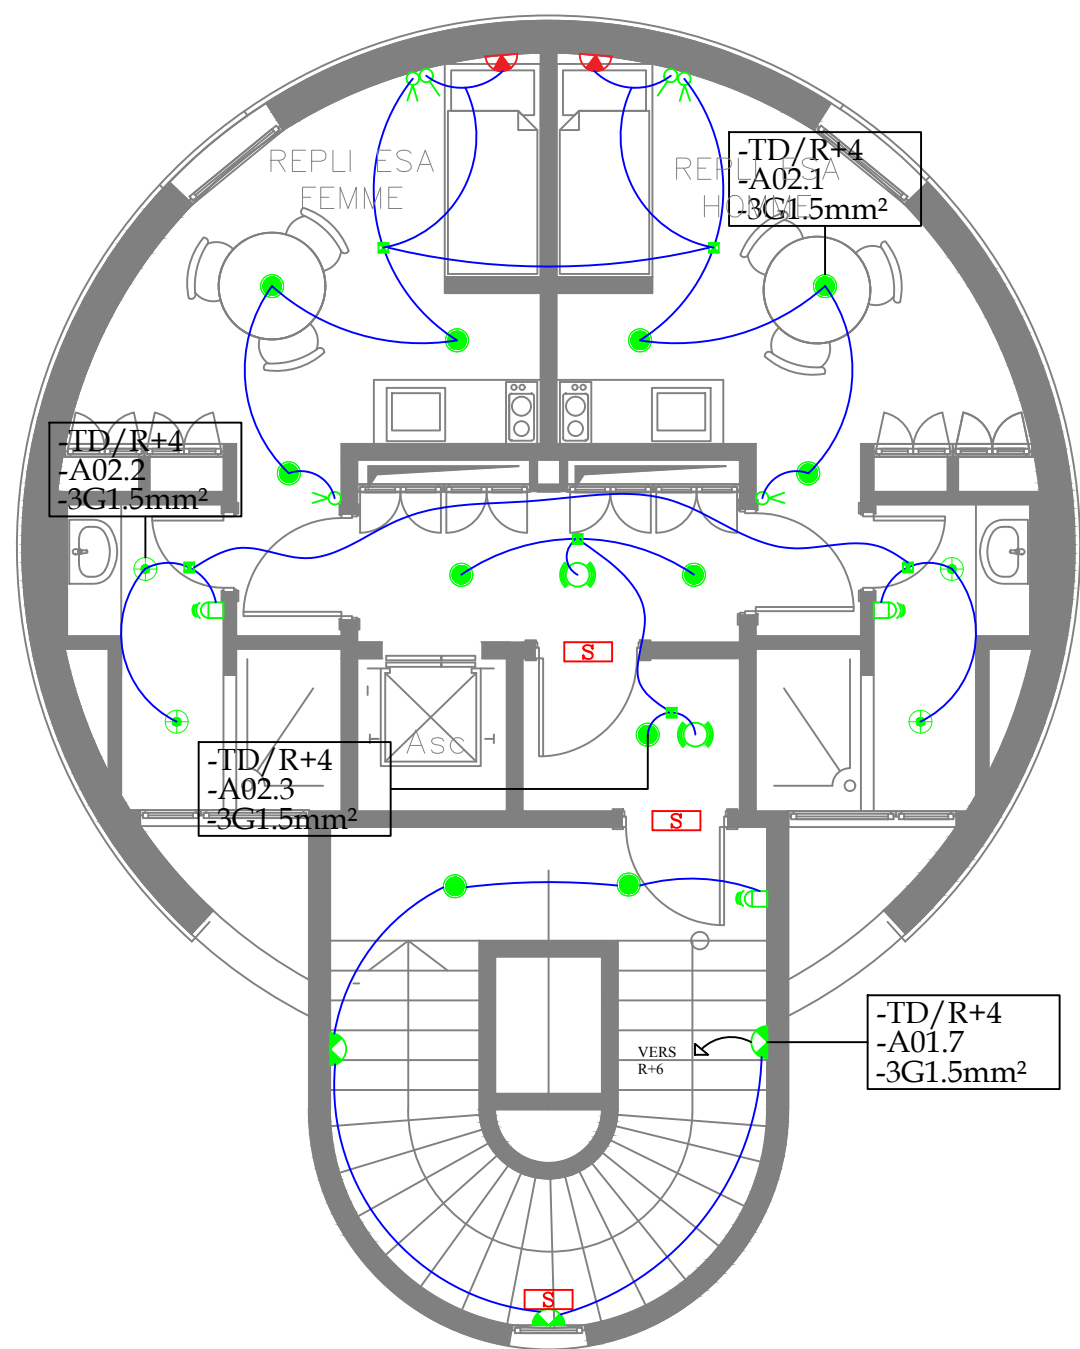 REPLI ESA
FEMME
REPLI ESA
HOMME
-TD/R+4
-A02.1
-3G1.5mm²
-TD/R+4
-A02.2
-3G1.5mm²
S
Asc
-TD/R+4
-A02.3
-3G1.5mm²
S
-TD/R+4
-A01.7
-3G1.5mm²
VERS
R+6
S